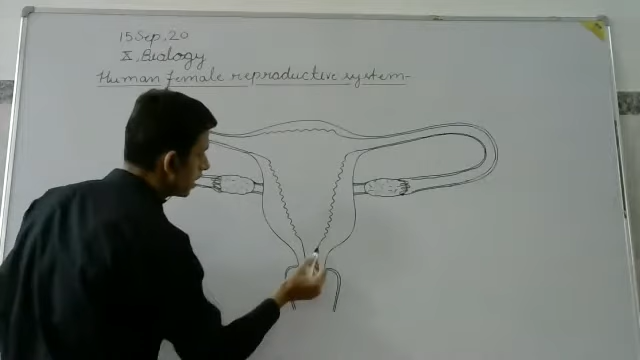 15 Sep, 20
X, Biology
Human female reproductive system-